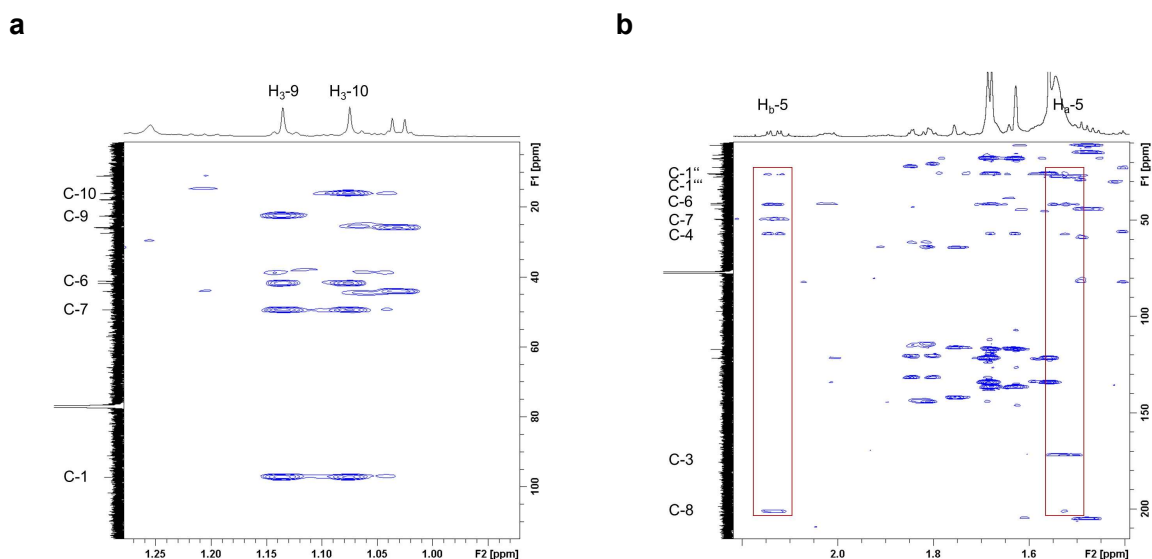 a
b
H₃-9 H₃-10
C-10
C-9
C-6
C-7
C-1
20
40
60
80
100
F1 [ppm]
1.25 1.20 1.15 1.10 1.05 1.00 F2 [ppm]
H_b-5 H_a-5
C-1‘‘
C-1‘‘‘
C-6
C-7
C-4
C-3
C-8
50
100
150
200
F1 [ppm]
2.0 1.8 1.6 F2 [ppm]